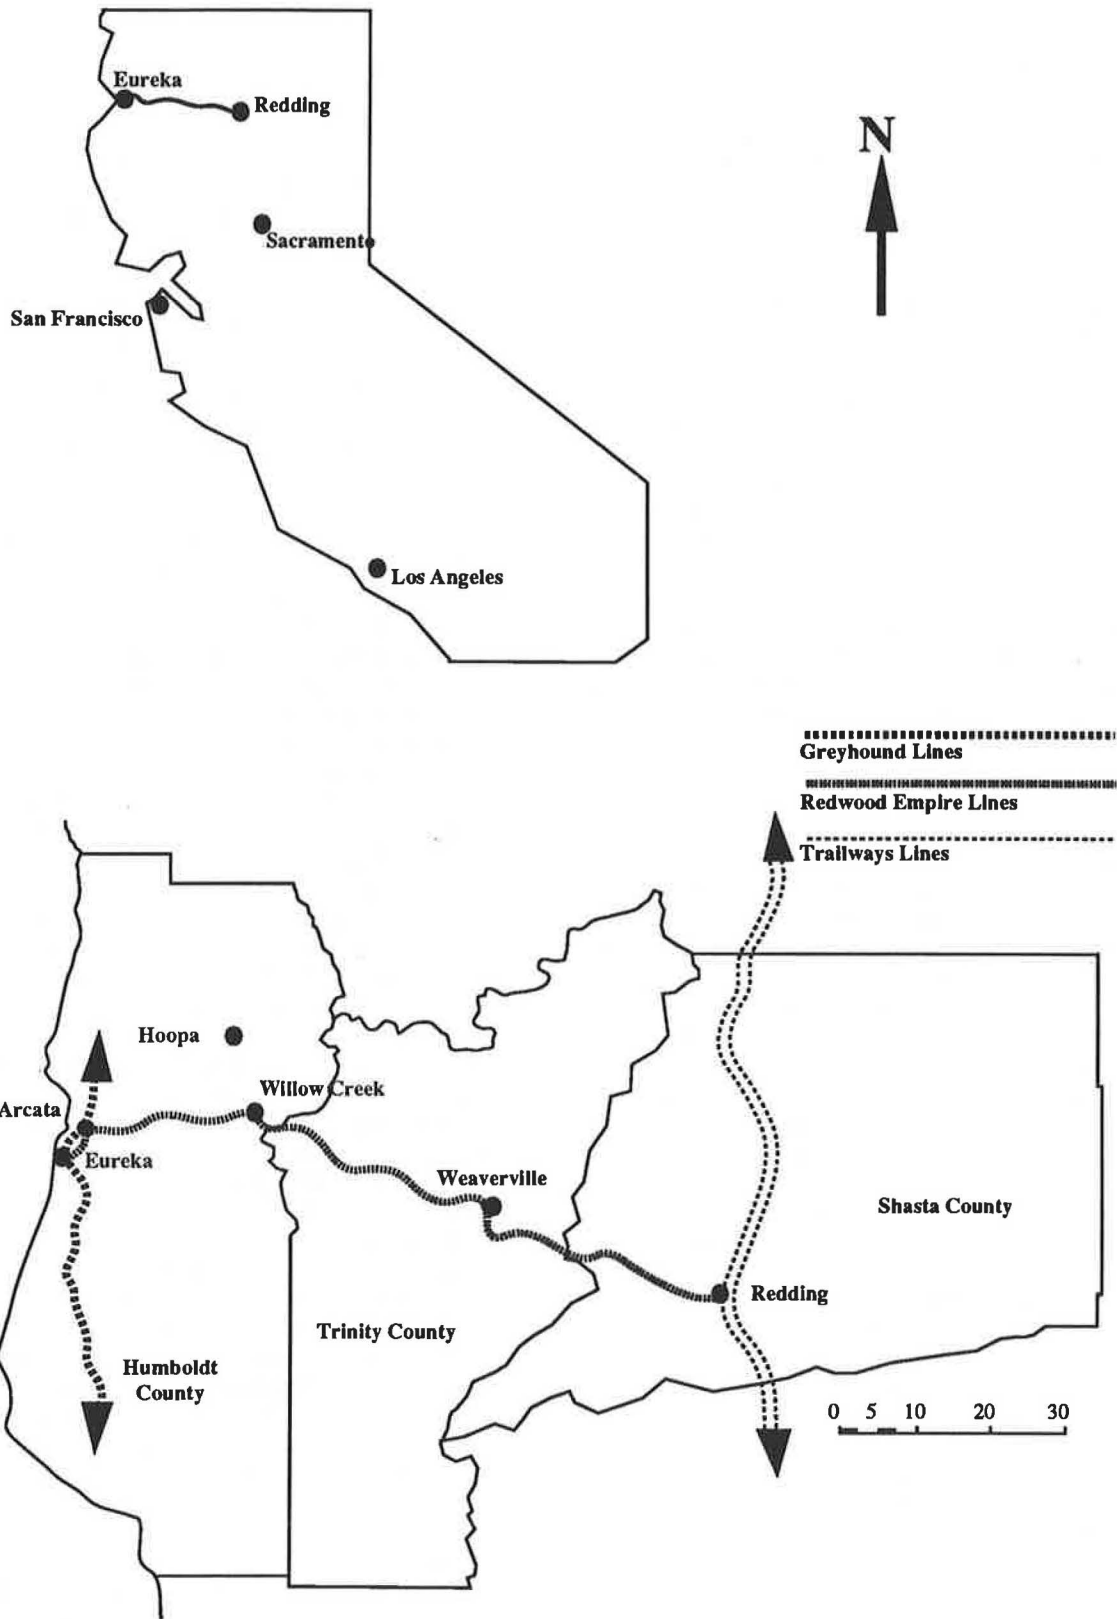 Eureka
Redding
N
Sacramento
San Francisco
Los Angeles
Greyhound Lines
Redwood Empire Lines
Trailways Lines
Hoopa
Willow Creek
Arcata
Eureka
Weaverville
Shasta County
Redding
Trinity County
Humboldt
County
0 5 10 20 30